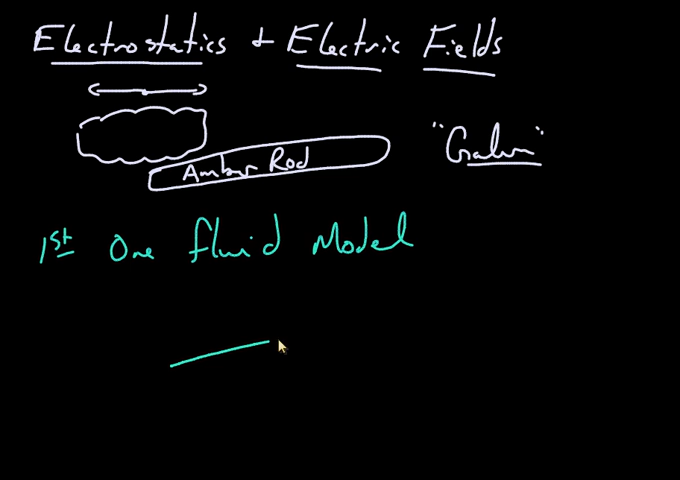 Electrostatics + Electric Fields
Amber Rod
1st One fluid Model